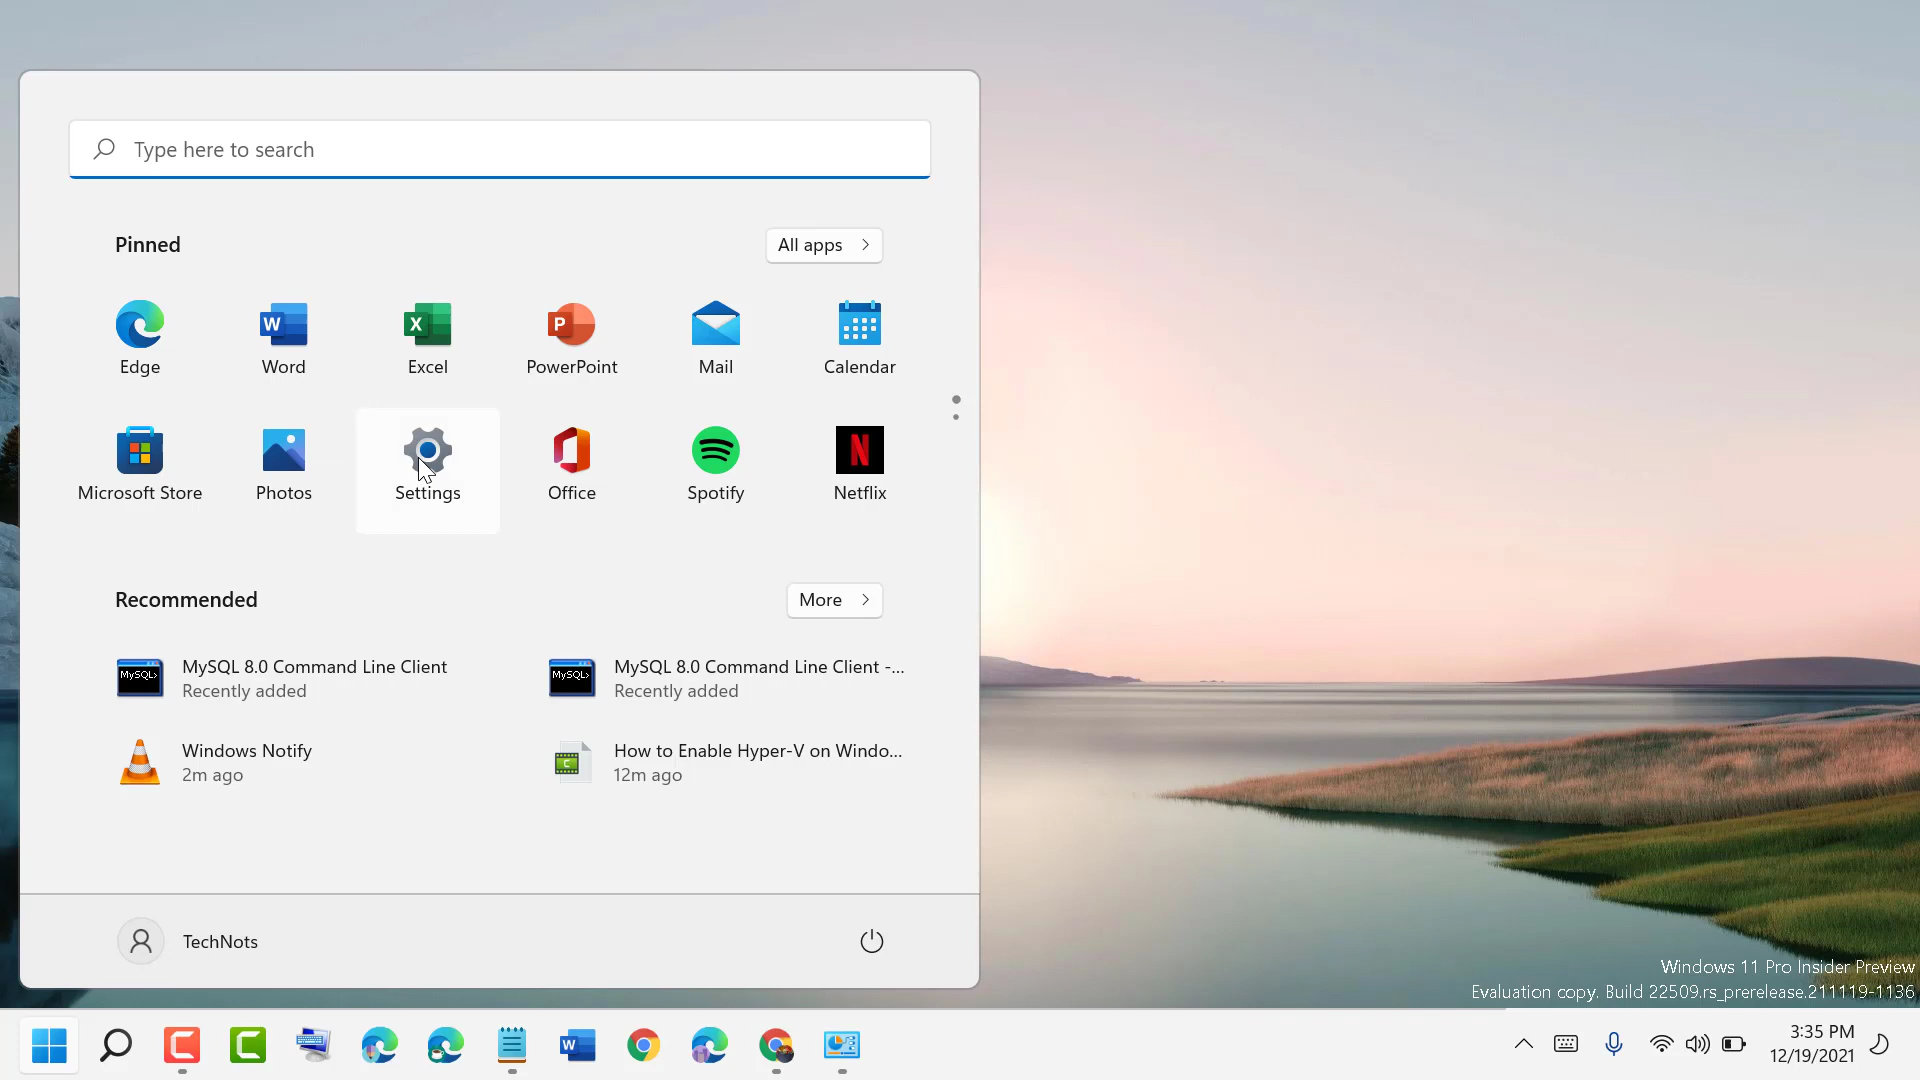 Type here to search
Pinned
All apps
Edge
Word
Excel
PowerPoint
Mail
Calendar
Microsoft Store
Photos
Settings
Office
Spotify
Netflix
Recommended
More
MySQL 8.0 Command Line Client
Recently added
MySQL 8.0 Command Line Client -...
Recently added
Windows Notify
2m ago
How to Enable Hyper-V on Windo...
12m ago
TechNots
Windows 11 Pro Insider Preview
Evaluation copy. Build 22509.rs_prerelease.211119-1136
3:35 PM
12/19/2021